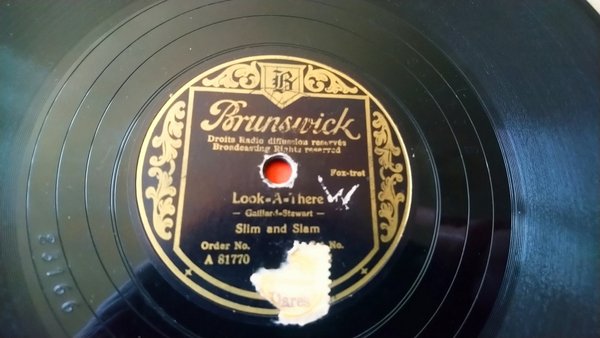 B
Brunswick
Droits Radio diffusion reservés
Broadcasting Rights reserved
Fox-trot
Look-A-There
W
— Gaillard-Stewart —
Slim and Slam
Order No. No.
A 81770